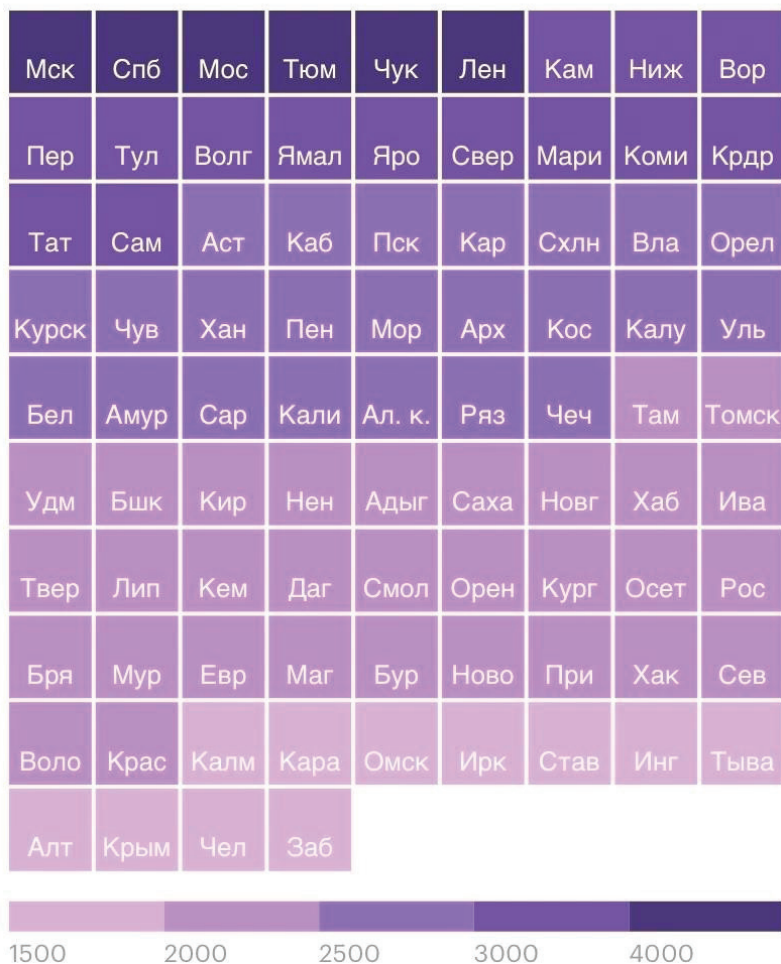 Мск Спб Мос Тюм Чук Лен Кам Ниж Вор
Пер Тул Волг Ямал Яро Свер Мари Коми Крдр
Тат Сам Аст Каб Пск Кар Схлн Вла Орел
Курск Чув Хан Пен Мор Арх Кос Калу Уль
Бел Амур Сар Кали Ал. к. Ряз Чеч Там Томск
Удм Бшк Кир Нен Адыг Саха Новг Хаб Ива
Твер Лип Кем Даг Смол Орен Кург Осет Рос
Бря Мур Евр Маг Бур Ново При Хак Сев
Воло Крас Калм Кара Омск Ирк Став Инг Тыва
Алт Крым Чел Заб
1500 2000 2500 3000 4000